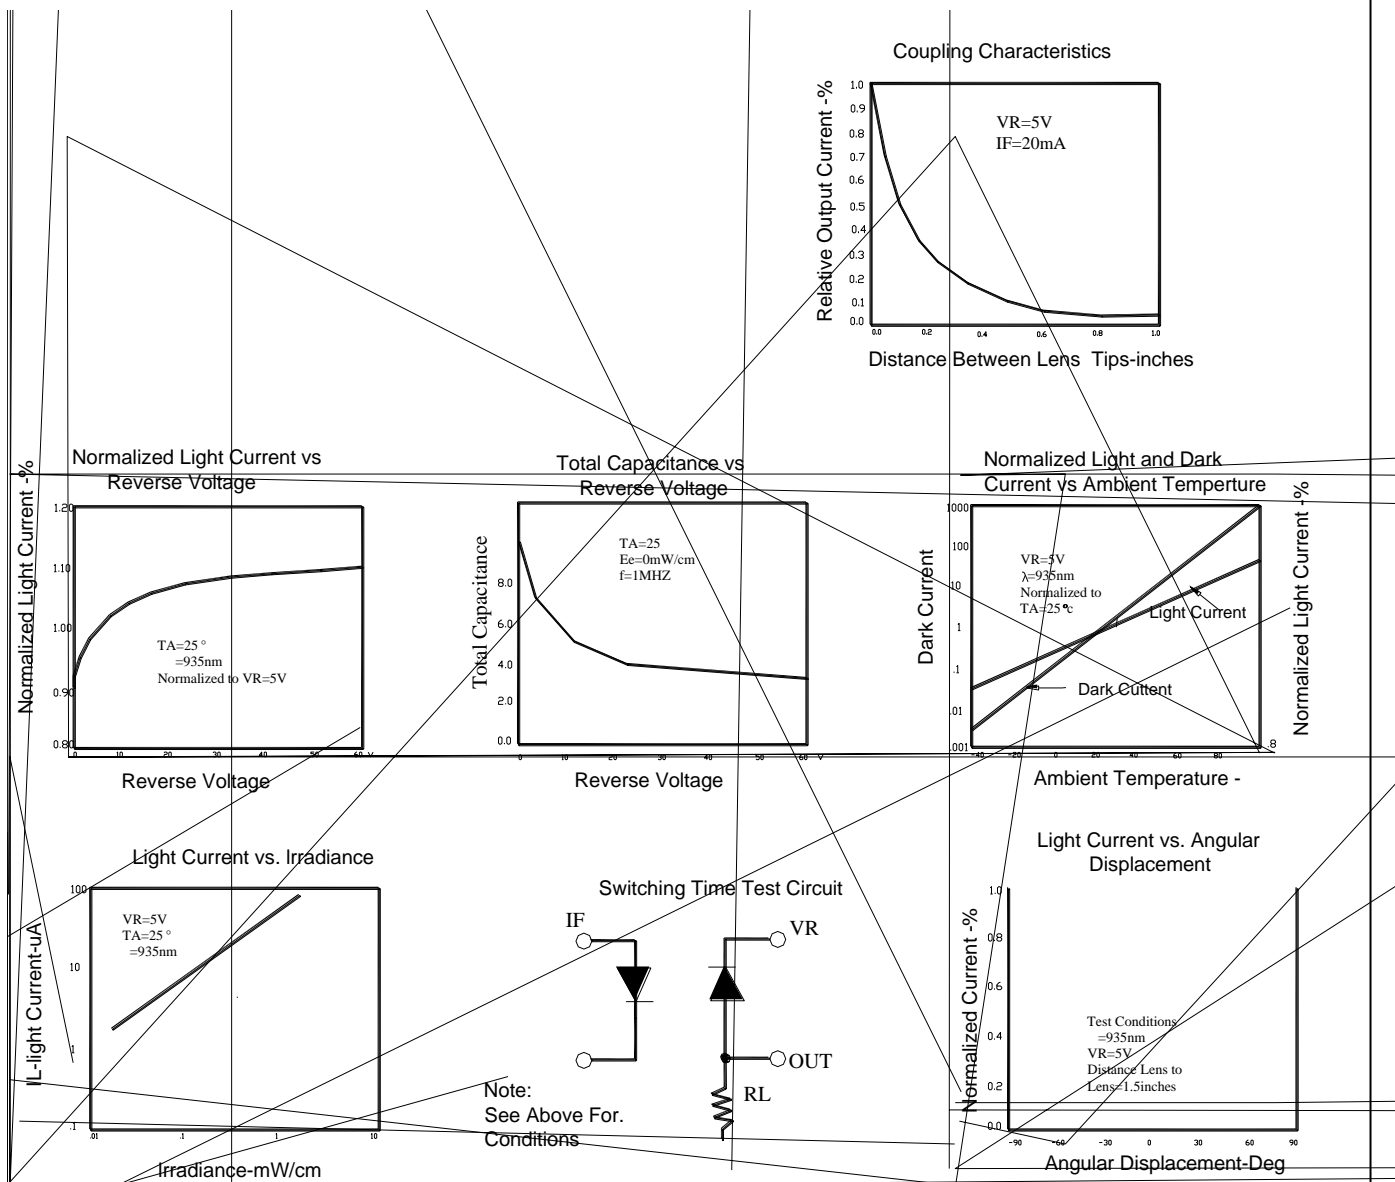 Coupling Characteristics
Relative Output Current -%
1.0
0.9
0.8
0.7
0.6
0.5
0.4
0.3
0.2
0.1
0.0
VR=5V
IF=20mA
0.0 0.2 0.4 0.6 0.8 1.0
Distance Between Lens Tips-inches
Normalized Light Current vs
Reverse Voltage
Normalized Light Current -%
1.20
1.10
1.00
0.90
0.80
TA=25 °
=935nm
Normalized to VR=5V
0 10 20 30 40 50 60 V
Reverse Voltage
Total Capacitance vs
Reverse Voltage
Total Capacitance
8.0
6.0
4.0
2.0
0.0
TA=25
Ee=0mW/cm
f=1MHZ
0 10 20 30 40 50 60 V
Reverse Voltage
Normalized Light and Dark
Current vs Ambient Temperture
Dark Current
1000
100
10
1
.1
.01
.001
VR=5V
λ=935nm
Normalized to
TA=25°c
Light Current
Dark Cuttent
Normalized Light Current -%
.8
-40 -20 0 20 60 80
Ambient Temperature -
Light Current vs. Irradiance
IL-light Current-uA
100
10
1
.1
VR=5V
TA=25 °
=935nm
.01 .1 1 10
Irradiance-mW/cm
Switching Time Test Circuit
IF
VR
OUT
RL
Note:
See Above For.
Conditions
Light Current vs. Angular
Displacement
Normalized Current -%
1.0
0.8
0.6
0.4
0.2
0.0
Test Conditions
=935nm
VR=5V
Distance Lens to
Lens=1.5inches
-90 -60 -30 0 30 60 90
Angular Displacement-Deg